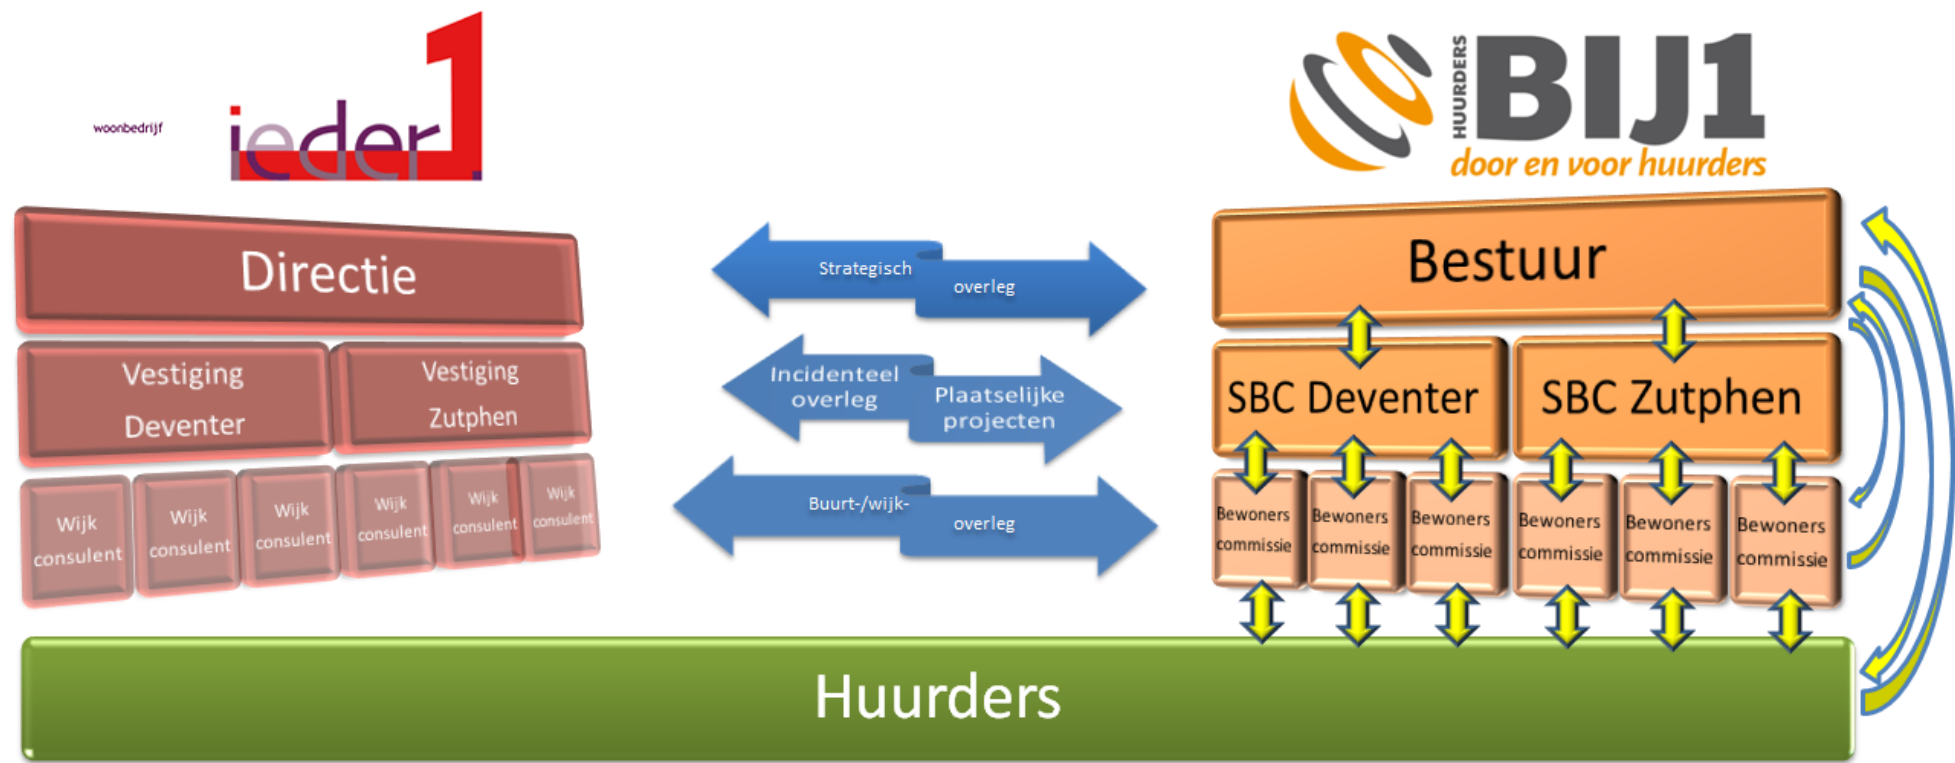 woonbedrijf
ieder1
HUURDERS
BIJ1
door en voor huurders
Directie
Strategisch
overleg
Bestuur
Vestiging
Deventer
Vestiging
Zutphen
Incidenteel
overleg
Plaatselijke
projecten
SBC Deventer
SBC Zutphen
Wijk
consulent
Wijk
consulent
Wijk
consulent
Wijk
consulent
Wijk
consulent
Wijk
consulent
Buurt-/wijk-
overleg
Bewoners
commissie
Bewoners
commissie
Bewoners
commissie
Bewoners
commissie
Bewoners
commissie
Bewoners
commissie
Huurders